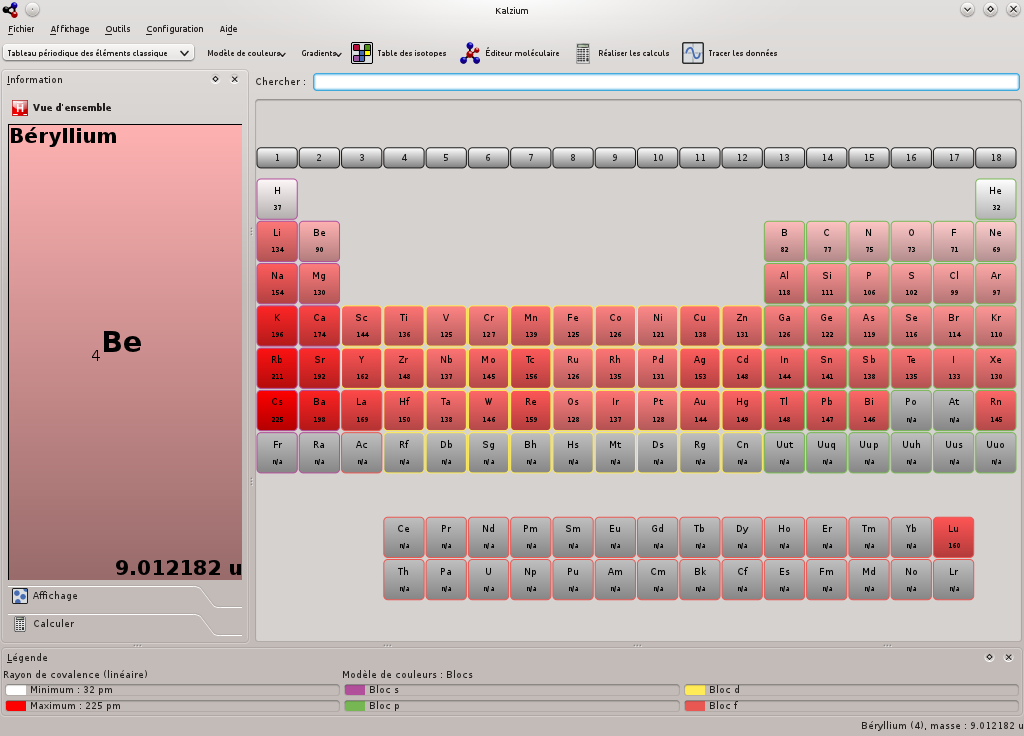 Kalzium
Fichier Affichage Outils Configuration Aide
Tableau périodique des éléments classique Modèle de couleurs Gradients Table des isotopes Éditeur moléculaire Réaliser les calculs Tracer les données
Information
Chercher :
Vue d'ensemble
Béryllium
4Be
9.012182 u
Affichage
Calculer
1 2 3 4 5 6 7 8 9 10 11 12 13 14 15 16 17 18
H He
37 32
Li Be B C N O F Ne
134 90 82 77 75 73 71 69
Na Mg Al Si P S Cl Ar
154 130 118 111 106 102 99 97
K Ca Sc Ti V Cr Mn Fe Co Ni Cu Zn Ga Ge As Se Br Kr
196 174 144 136 125 127 139 125 126 121 138 131 126 122 119 116 114 110
Rb Sr Y Zr Nb Mo Tc Ru Rh Pd Ag Cd In Sn Sb Te I Xe
211 192 162 148 137 145 156 126 135 131 153 148 144 141 138 135 133 130
Cs Ba La Hf Ta W Re Os Ir Pt Au Hg Tl Pb Bi Po At Rn
225 198 169 150 138 146 159 128 137 128 144 149 148 147 146 n/a n/a 145
Fr Ra Ac Rf Db Sg Bh Hs Mt Ds Rg Cn Uut Uuq Uup Uuh Uus Uuo
n/a n/a n/a n/a n/a n/a n/a n/a n/a n/a n/a n/a n/a n/a n/a n/a n/a n/a
Ce Pr Nd Pm Sm Eu Gd Tb Dy Ho Er Tm Yb Lu
n/a n/a n/a n/a n/a n/a n/a n/a n/a n/a n/a n/a n/a 160
Th Pa U Np Pu Am Cm Bk Cf Es Fm Md No Lr
n/a n/a n/a n/a n/a n/a n/a n/a n/a n/a n/a n/a n/a n/a
Légende
Rayon de covalence (linéaire) Modèle de couleurs : Blocs
Minimum : 32 pm Bloc s Bloc d
Maximum : 225 pm Bloc p Bloc f
Béryllium (4), masse : 9.012182 u